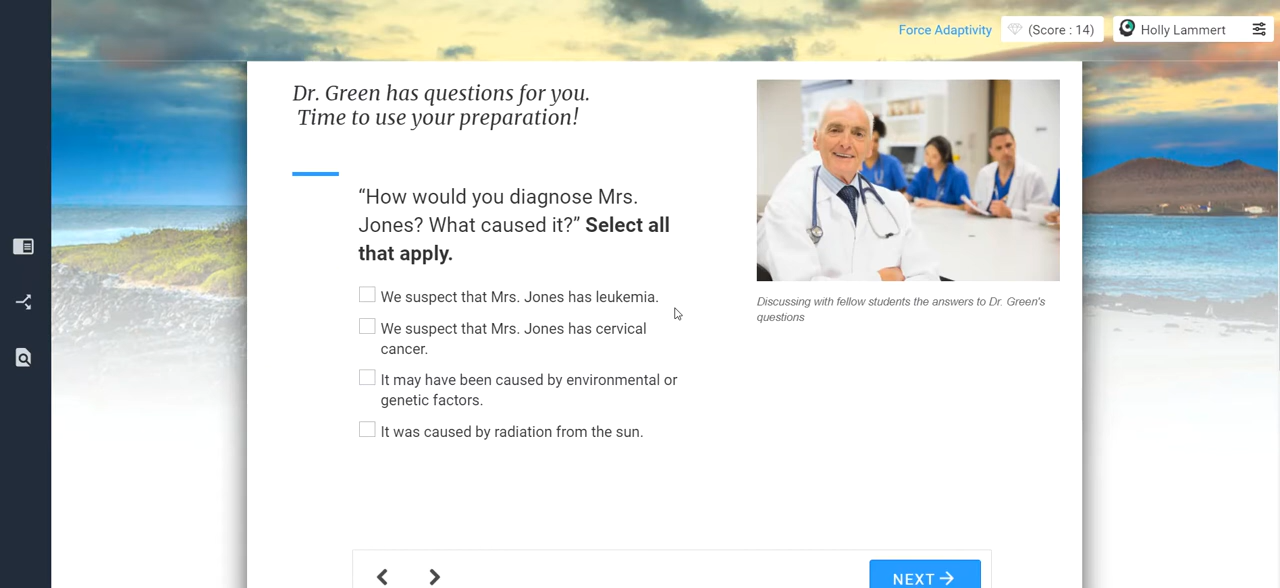 Force Adaptivity
(Score : 14)
Holly Lammert
Dr. Green has questions for you.
Time to use your preparation!
“How would you diagnose Mrs.
Jones? What caused it?” Select all
that apply.
We suspect that Mrs. Jones has leukemia.
We suspect that Mrs. Jones has cervical
cancer.
It may have been caused by environmental or
genetic factors.
It was caused by radiation from the sun.
Discussing with fellow students the answers to Dr. Green's
questions
NEXT